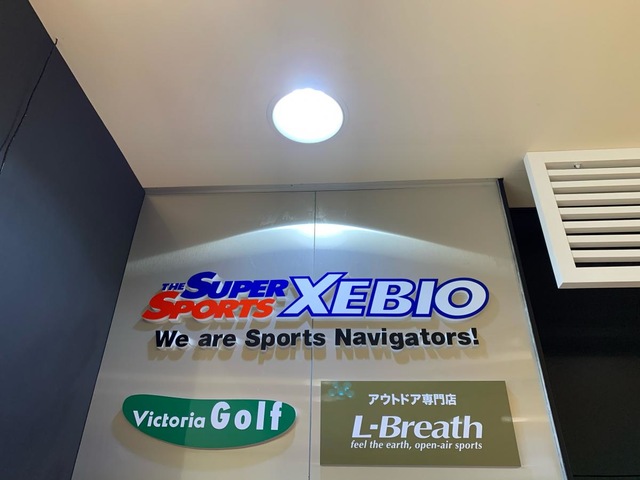 THE SUPER
SPORTS XEBIO
We are Sports Navigators!
Victoria Golf
アウトドア専門店
L-Breath
feel the earth, open-air sports